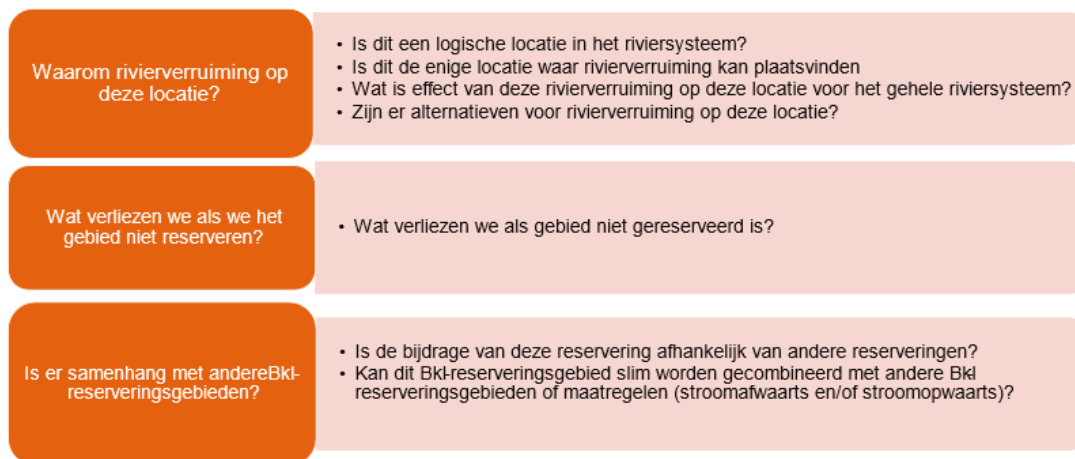 Waarom rivierverruiming op
deze locatie?
• Is dit een logische locatie in het riviersysteem?
• Is dit de enige locatie waar rivierverruiming kan plaatsvinden
• Wat is effect van deze rivierverruiming op deze locatie voor het gehele riviersysteem?
• Zijn er alternatieven voor rivierverruiming op deze locatie?
Wat verliezen we als we het
gebied niet reserveren?
• Wat verliezen we als gebied niet gereserveerd is?
Is er samenhang met andereBkl-
reserveringsgebieden?
• Is de bijdrage van deze reservering afhankelijk van andere reserveringen?
• Kan dit Bkl-reserveringsgebied slim worden gecombineerd met andere Bkl
reserveringsgebieden of maatregelen (stroomafwaarts en/of stroomopwaarts)?